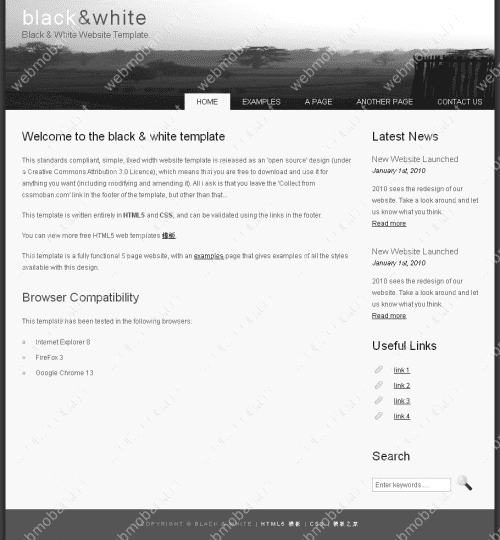 black&white
Black & White Website Template
HOME EXAMPLES A PAGE ANOTHER PAGE CONTACT US
Welcome to the black & white template
This standards compliant, simple, fixed width website template is released as an 'open source' design (under
a Creative Commons Attribution 3.0 Licence), which means that you are free to download and use it for
anything you want (including modifying and amending it). All i ask is that you leave the 'Collect from
cssmoban.com' link in the footer of the template, but other than that...
This template is written entirely in HTML5 and CSS, and can be validated using the links in the footer.
You can view more free HTML5 web templates 模板.
This template is a fully functional 5 page website, with an examples page that gives examples of all the styles
available with this design.
Browser Compatibility
This template has been tested in the following browsers:
Internet Explorer 8
FireFox 3
Google Chrome 13
Latest News
New Website Launched
January 1st, 2010
2010 sees the redesign of our
website. Take a look around and let
us know what you think.
Read more
New Website Launched
January 1st, 2010
2010 sees the redesign of our
website. Take a look around and let
us know what you think.
Read more
Useful Links
link 1
link 2
link 3
link 4
Search
Enter keywords....
COPYRIGHT © BLACK & WHITE | HTML5 模板 | CSS | 模板之家